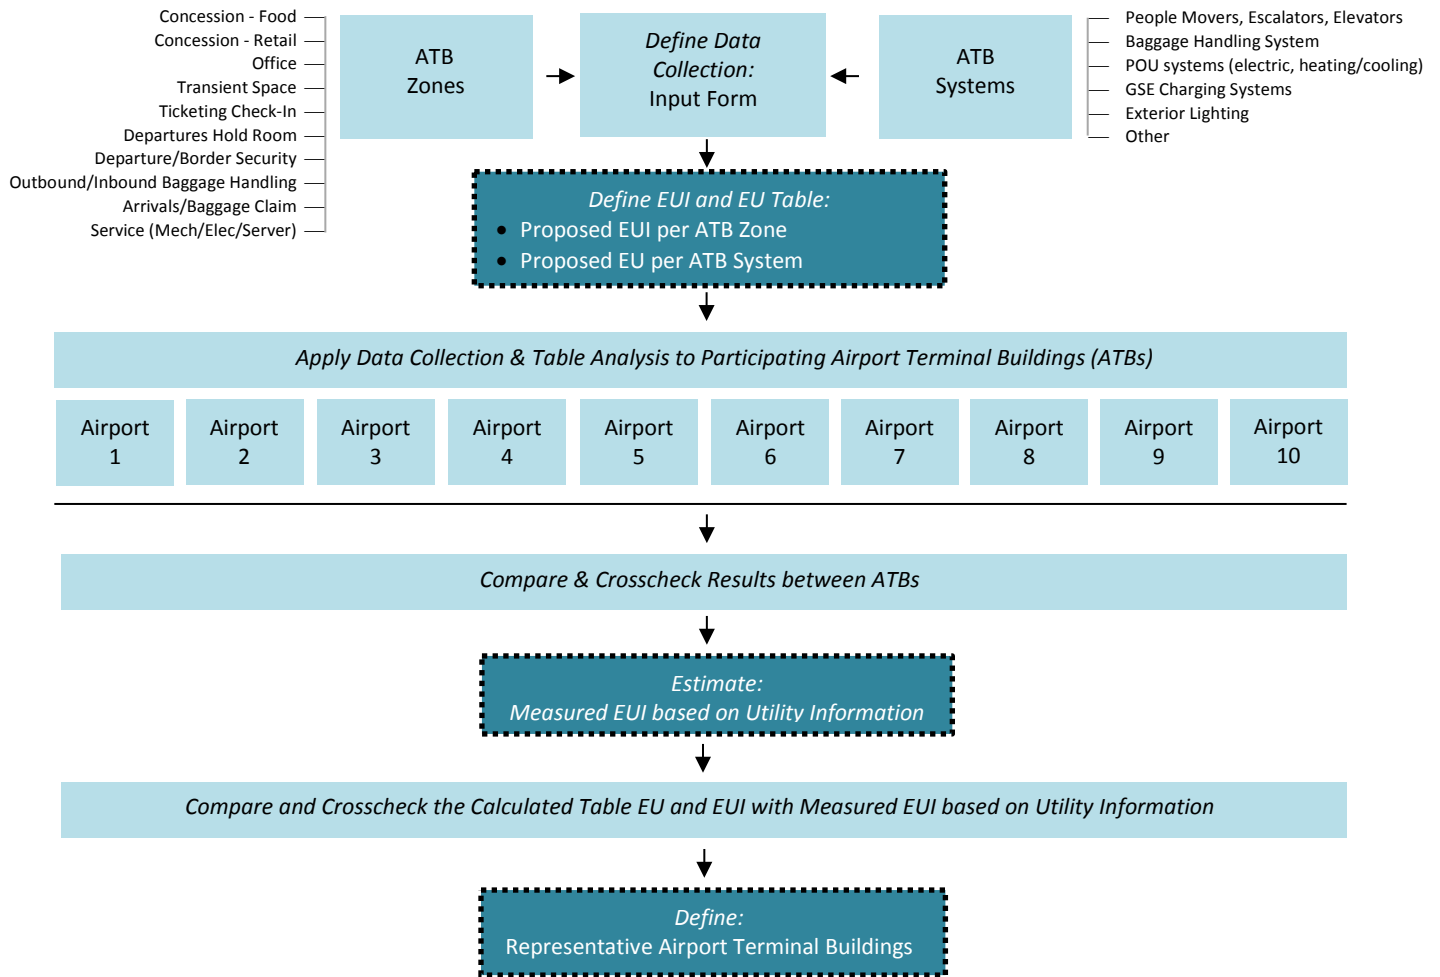 Concession - Food
Concession - Retail
Office
Transient Space
Ticketing Check-In
Departures Hold Room
Departure/Border Security
Outbound/Inbound Baggage Handling
Arrivals/Baggage Claim
Service (Mech/Elec/Server)
ATB
Zones
Define Data
Collection:
Input Form
ATB
Systems
People Movers, Escalators, Elevators
Baggage Handling System
POU systems (electric, heating/cooling)
GSE Charging Systems
Exterior Lighting
Other
Define EUI and EU Table:
• Proposed EUI per ATB Zone
• Proposed EU per ATB System
Apply Data Collection & Table Analysis to Participating Airport Terminal Buildings (ATBs)
Airport
1
Airport
2
Airport
3
Airport
4
Airport
5
Airport
6
Airport
7
Airport
8
Airport
9
Airport
10
Compare & Crosscheck Results between ATBs
Estimate:
Measured EUI based on Utility Information
Compare and Crosscheck the Calculated Table EU and EUI with Measured EUI based on Utility Information
Define:
Representative Airport Terminal Buildings